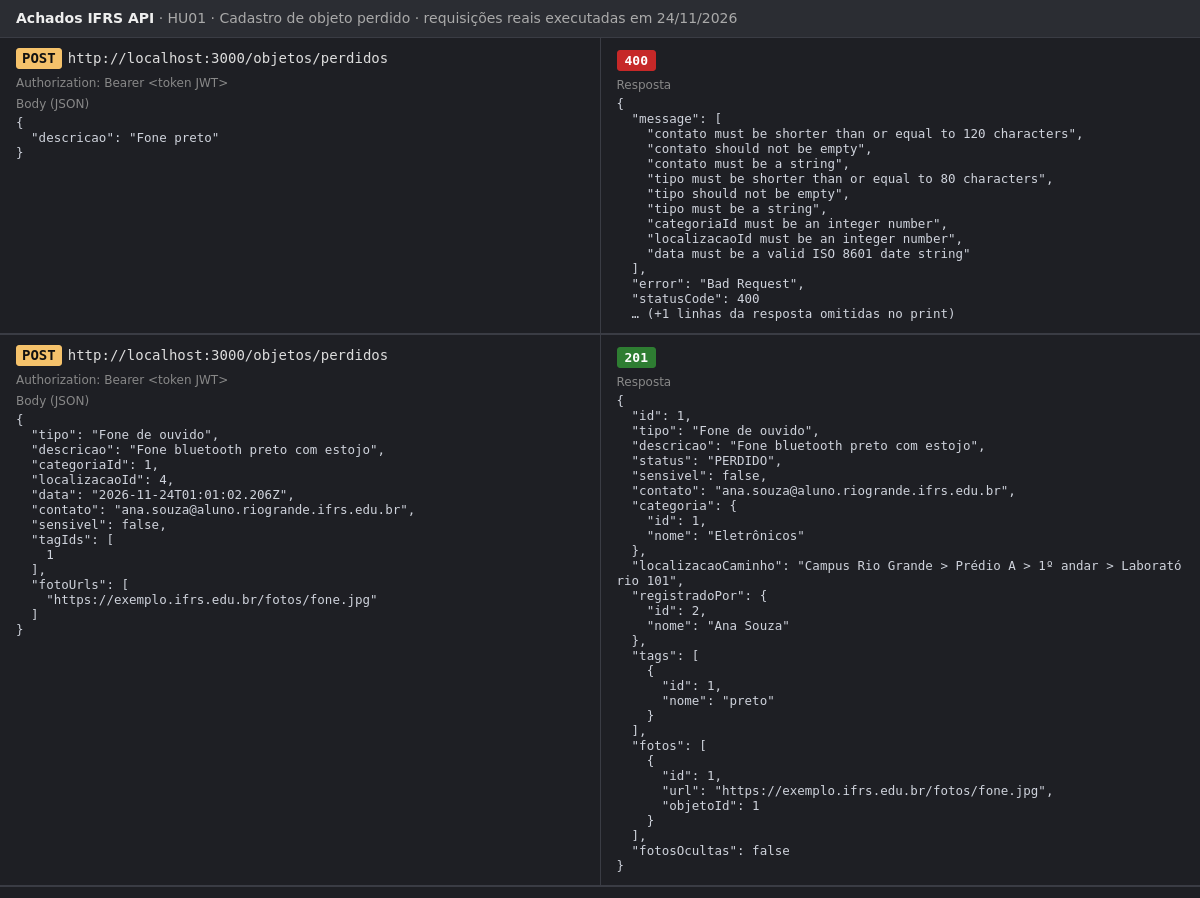 Achados IFRS API · HU01 · Cadastro de objeto perdido · requisições reais executadas em 24/11/2026
POST http://localhost:3000/objetos/perdidos
Authorization: Bearer <token JWT>
Body (JSON)
{
  "descricao": "Fone preto"
}
400
Resposta
{
  "message": [
    "contato must be shorter than or equal to 120 characters",
    "contato should not be empty",
    "contato must be a string",
    "tipo must be shorter than or equal to 80 characters",
    "tipo should not be empty",
    "tipo must be a string",
    "categoriaId must be an integer number",
    "localizacaoId must be an integer number",
    "data must be a valid ISO 8601 date string"
  ],
  "error": "Bad Request",
  "statusCode": 400
  … (+1 linhas da resposta omitidas no print)
POST http://localhost:3000/objetos/perdidos
Authorization: Bearer <token JWT>
Body (JSON)
{
  "tipo": "Fone de ouvido",
  "descricao": "Fone bluetooth preto com estojo",
  "categoriaId": 1,
  "localizacaoId": 4,
  "data": "2026-11-24T01:01:02.206Z",
  "contato": "ana.souza@aluno.riogrande.ifrs.edu.br",
  "sensivel": false,
  "tagIds": [
    1
  ],
  "fotoUrls": [
    "https://exemplo.ifrs.edu.br/fotos/fone.jpg"
  ]
}
201
Resposta
{
  "id": 1,
  "tipo": "Fone de ouvido",
  "descricao": "Fone bluetooth preto com estojo",
  "status": "PERDIDO",
  "sensivel": false,
  "contato": "ana.souza@aluno.riogrande.ifrs.edu.br",
  "categoria": {
    "id": 1,
    "nome": "Eletrônicos"
  },
  "localizacaoCaminho": "Campus Rio Grande > Prédio A > 1º andar > Laborató
rio 101",
  "registradoPor": {
    "id": 2,
    "nome": "Ana Souza"
  },
  "tags": [
    {
      "id": 1,
      "nome": "preto"
    }
  ],
  "fotos": [
    {
      "id": 1,
      "url": "https://exemplo.ifrs.edu.br/fotos/fone.jpg",
      "objetoId": 1
    }
  ],
  "fotosOcultas": false
}